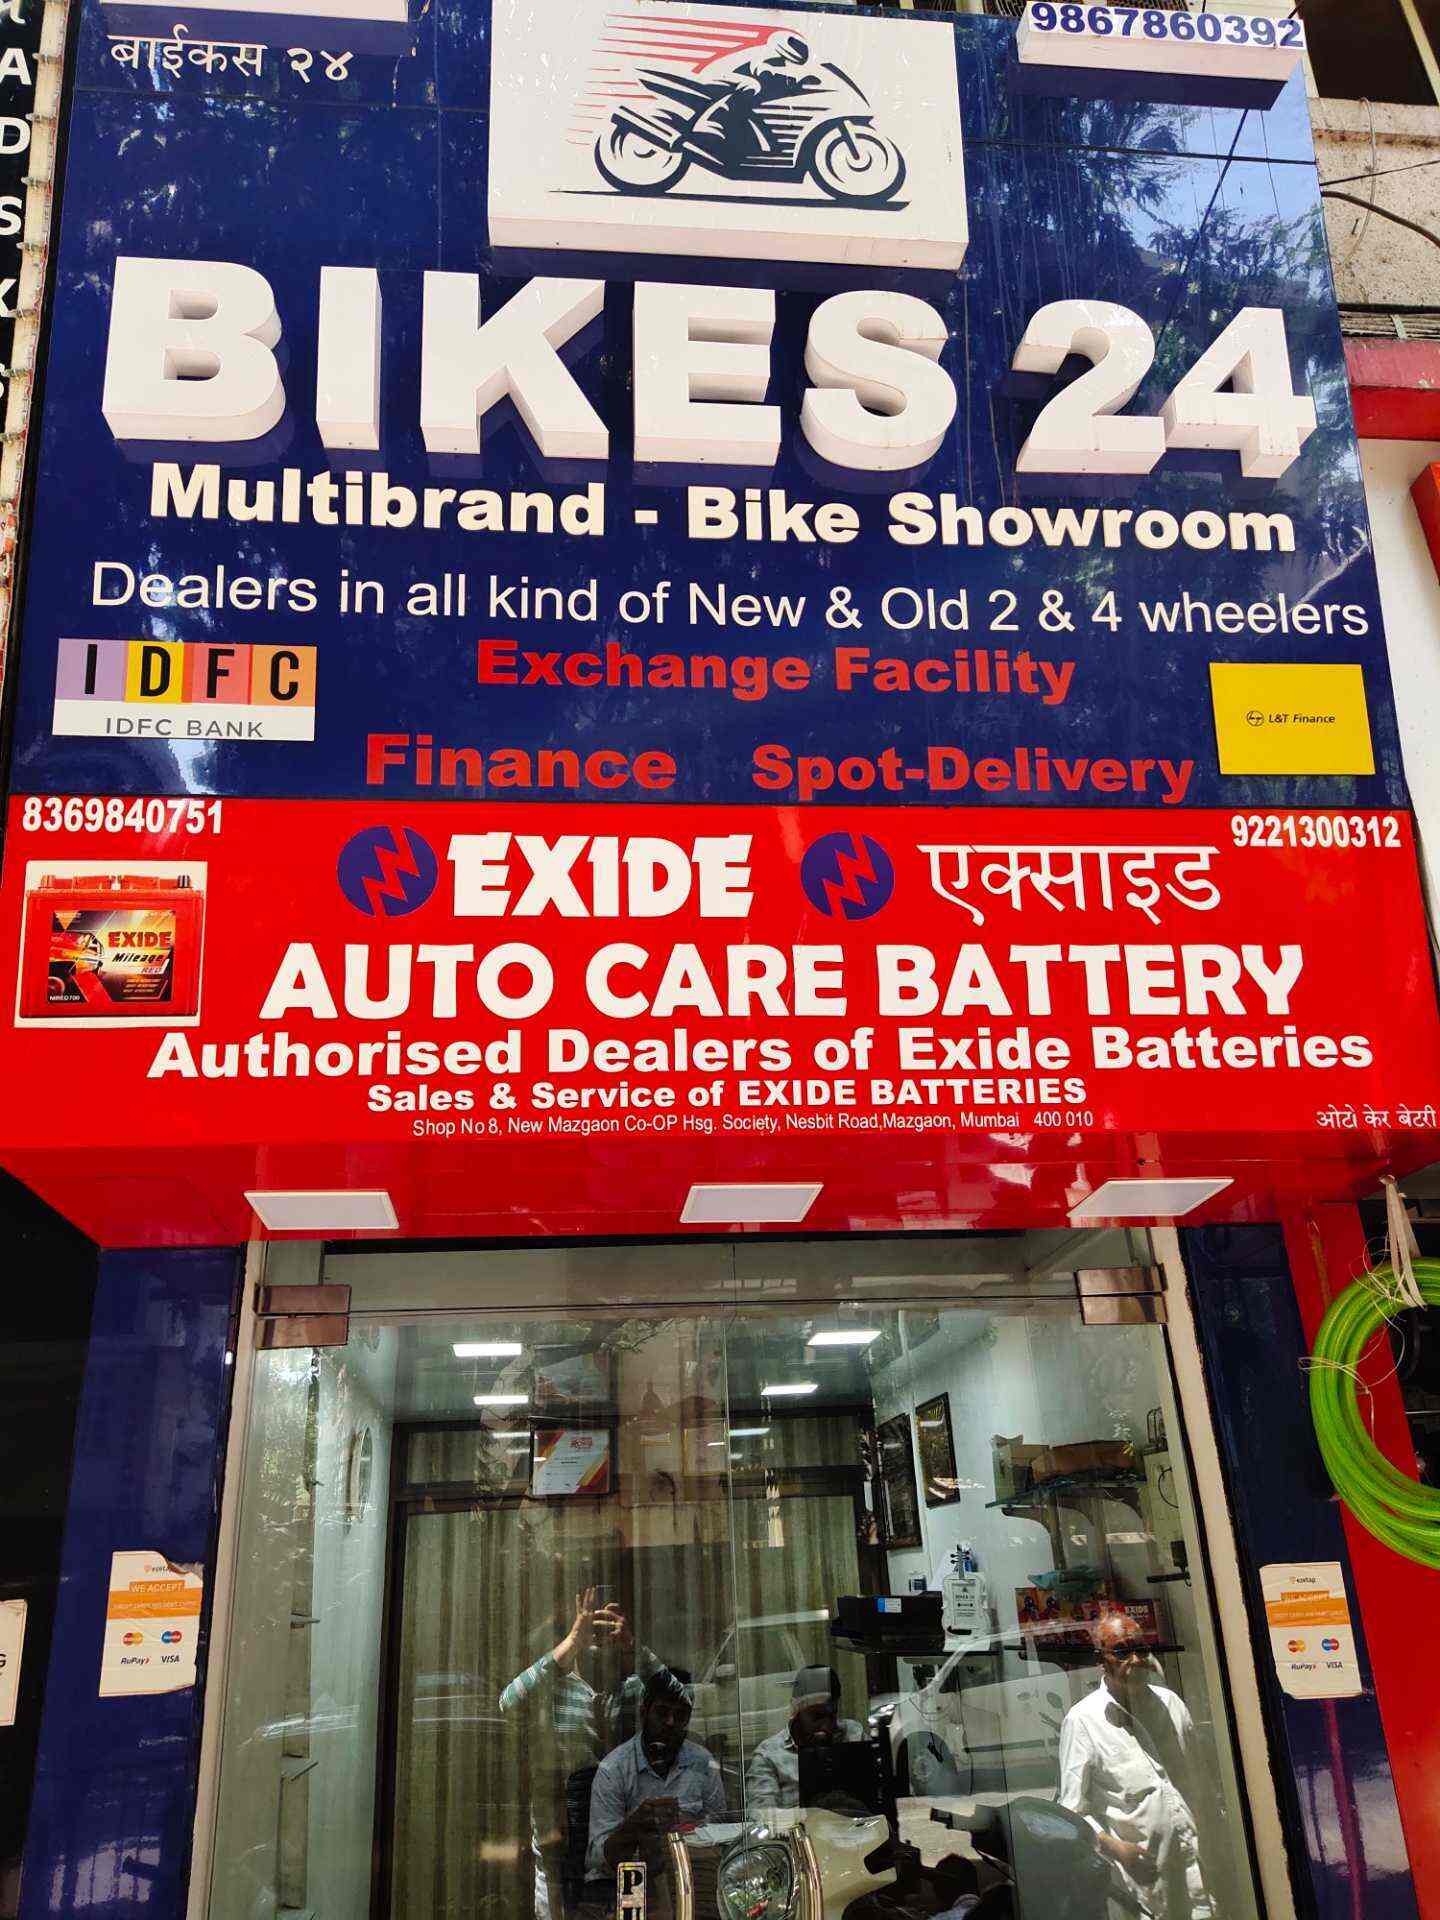 बाईकस २४
9867860392
BIKES 24
Multibrand - Bike Showroom
Dealers in all kind of New & Old 2 & 4 wheelers
IDFC
IDFC BANK
Exchange Facility
L&T Finance
Finance Spot-Delivery
8369840751
9221300312
EXIDE एक्साइड
EXIDE
Mileage
RED
AUTO CARE BATTERY
Authorised Dealers of Exide Batteries
Sales & Service of EXIDE BATTERIES
Shop No 8, New Mazgaon Co-OP Hsg. Society, Nesbit Road,Mazgaon, Mumbai 400 010
ओटो केर बेटरी
WE ACCEPT
RuPay VISA
EXIDE
ezetap
RuPay VISA